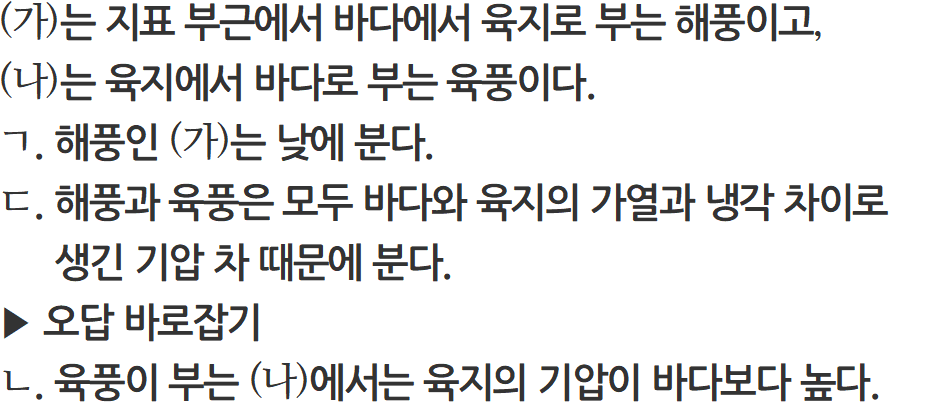 (가)는 지표 부근에서 바다에서 육지로 부는 해풍이고,
(나)는 육지에서 바다로 부는 육풍이다.
ㄱ. 해풍인 (가)는 낮에 분다.
ㄷ. 해풍과 육풍은 모두 바다와 육지의 가열과 냉각 차이로
생긴 기압 차 때문에 분다.
▶ 오답 바로잡기
ㄴ. 육풍이 부는 (나)에서는 육지의 기압이 바다보다 높다.